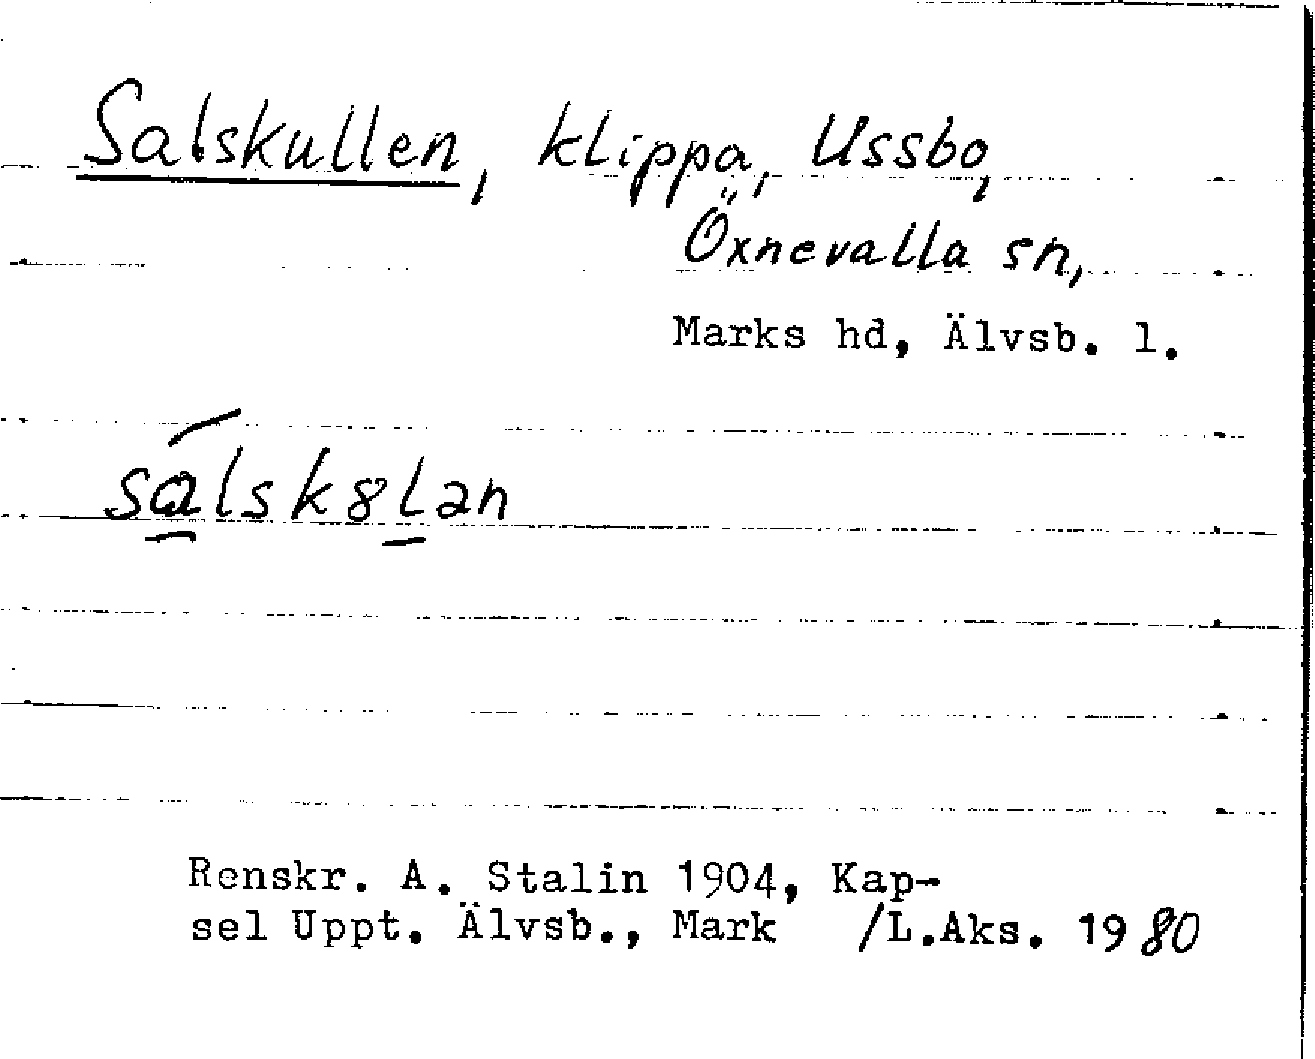 Salskullen, klippa, Ussbo,
Öxnevalla sn,
Marks hd, Älvsb. l.
sálsk8Lan
Renskr. A. Stalin 1904, Kap-
sel Uppt. Älvsb., Mark /L.Aks. 1980